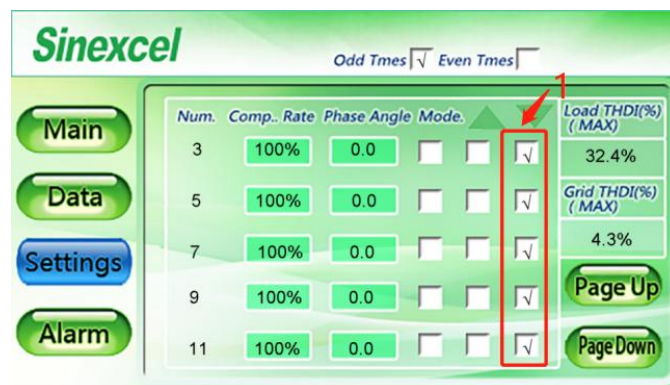 Sinexcel
Odd Tmes √ Even Tmes
1
Main
Data
Settings
Alarm
Num. Comp.. Rate Phase Angle Mode.
3 100% 0.0 √
5 100% 0.0 √
7 100% 0.0 √
9 100% 0.0 √
11 100% 0.0 √
Load THDI(%)
(MAX)
32.4%
Grid THDI(%)
(MAX)
4.3%
Page Up
Page Down